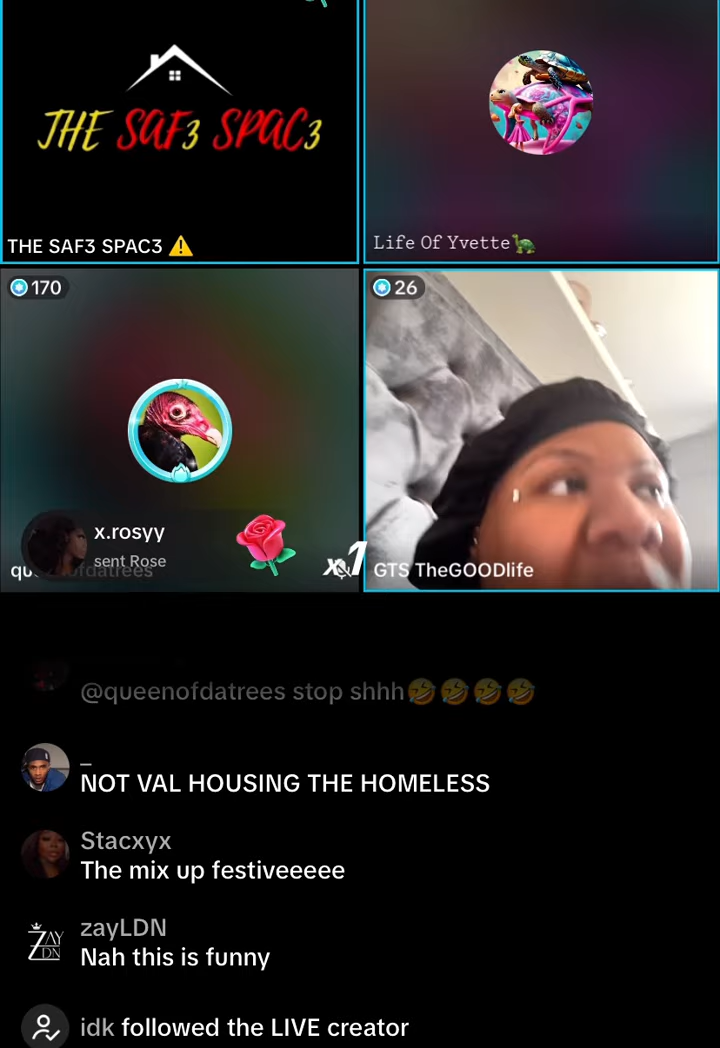 THE SAF3 SPAC3
THE SAF3 SPAC3 ⚠️
Life Of Yvette🐢
170
26
x.rosyy
sent Rose
x1
GTS TheGOODlife
@queenofdatrees stop shhh🤣🤣🤣🤣
_
NOT VAL HOUSING THE HOMELESS
Stacxyx
The mix up festiveeeee
ZAY
LDN
zayLDN
Nah this is funny
idk followed the LIVE creator